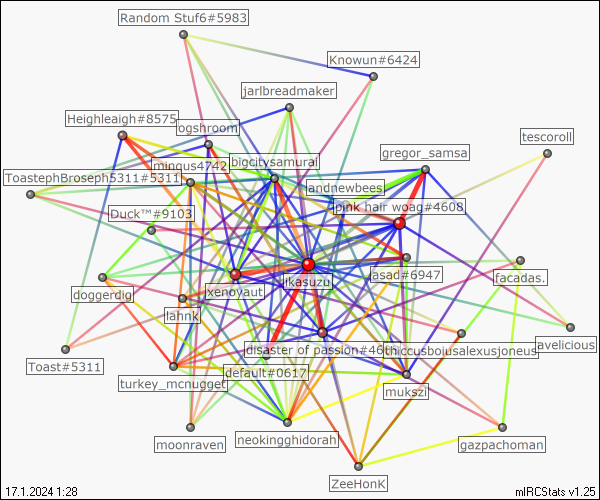 Random Stuf6#5983
Knowun#6424
jarlbreadmaker
Heighleaigh#8575
ogshroom
tescoroll
gregor_samsa
mingus4742
bigcitysamurai
ToastephBroseph5311#5311
landnewbees
pink hair woag#4608
Duck™#9103
asad#6947
ikasuzu
facadas.
xenoyaut
doggerdig
lahnk
avelicious
disaster of passion#46
thiccusboiusalexusjoneus
Toast#5311
default#0617
turkey_mcnugget
mukszi
moonraven
neokingghidorah
gazpachoman
ZeeHonK
17.1.2024 1:28
mIRCStats v1.25